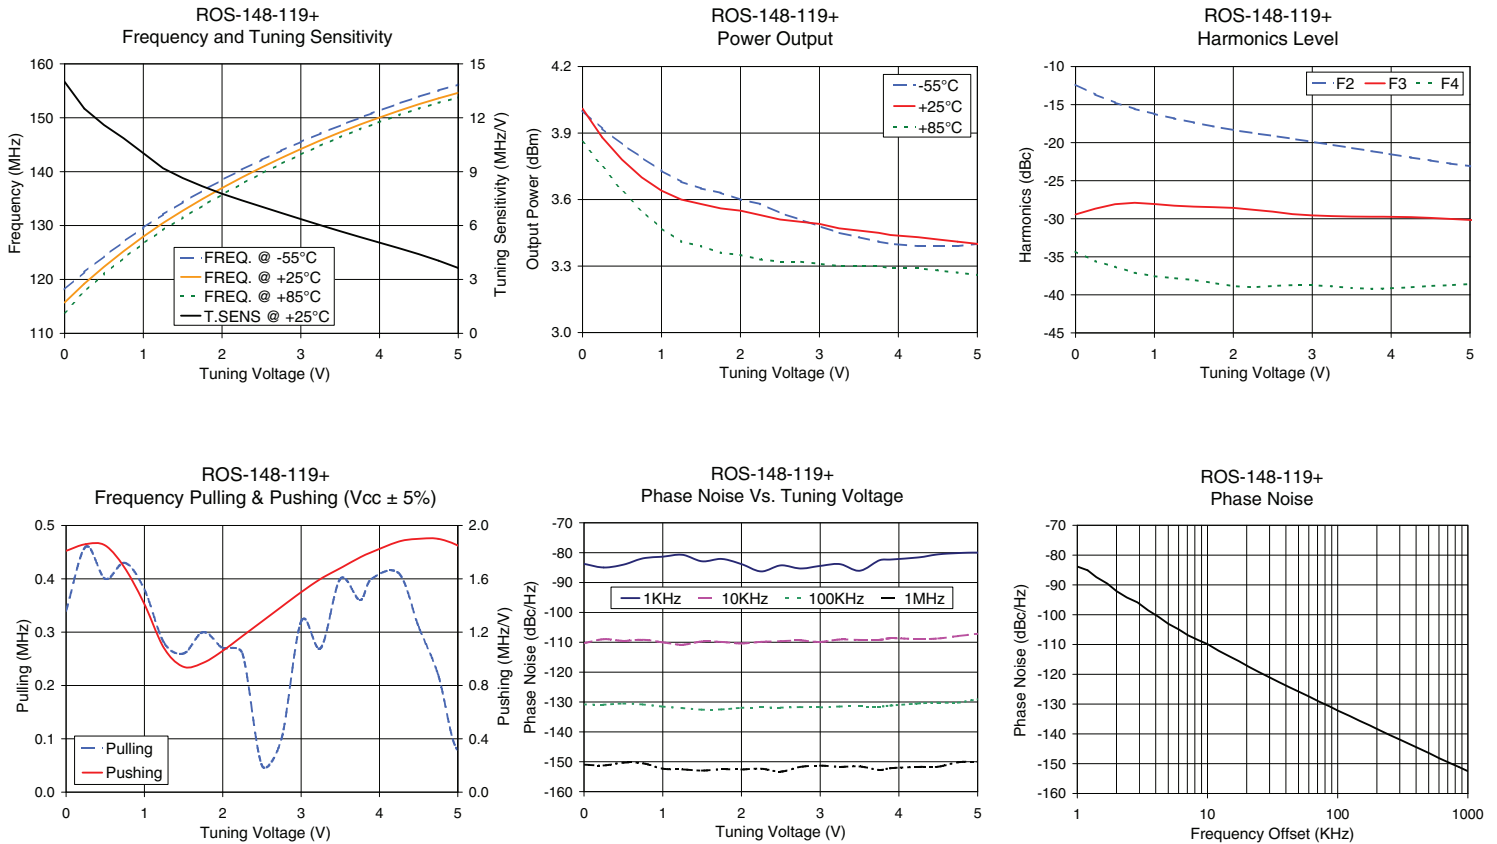 ROS-148-119+
Frequency and Tuning Sensitivity
160
150
140
130
120
110
Frequency (MHz)
15
12
9
6
3
0
Tuning Sensitivity (MHz/V)
FREQ. @ -55°C
FREQ. @ +25°C
FREQ. @ +85°C
T.SENS @ +25°C
0 1 2 3 4 5
Tuning Voltage (V)
ROS-148-119+
Power Output
4.2
3.9
3.6
3.3
3.0
Output Power (dBm)
-55°C
+25°C
+85°C
0 1 2 3 4 5
Tuning Voltage (V)
ROS-148-119+
Harmonics Level
-10
-15
-20
-25
-30
-35
-40
-45
Harmonics (dBc)
F2 F3 F4
0 1 2 3 4 5
Tuning Voltage (V)
ROS-148-119+
Frequency Pulling & Pushing (Vcc ± 5%)
0.5
0.4
0.3
0.2
0.1
0.0
Pulling (MHz)
2.0
1.6
1.2
0.8
0.4
0.0
Pushing (MHz/V)
Pulling
Pushing
0 1 2 3 4 5
Tuning Voltage (V)
ROS-148-119+
Phase Noise Vs. Tuning Voltage
-70
-80
-90
-100
-110
-120
-130
-140
-150
-160
Phase Noise (dBc/Hz)
1KHz 10KHz 100KHz 1MHz
0 1 2 3 4 5
Tuning Voltage (V)
ROS-148-119+
Phase Noise
-70
-80
-90
-100
-110
-120
-130
-140
-150
-160
Phase Noise (dBc/Hz)
1 10 100 1000
Frequency Offset (KHz)